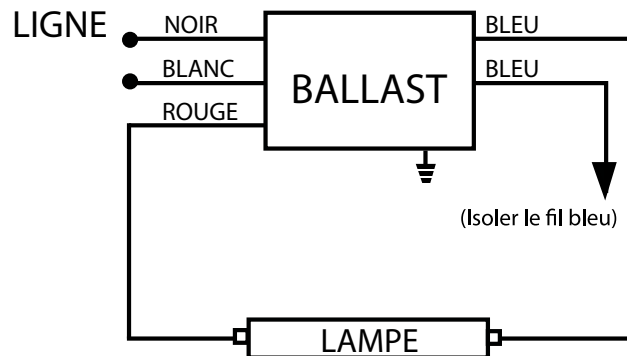 LIGNE
NOIR
BLEU
BLANC
BLEU
BALLAST
ROUGE
(Isoler le fil bleu)
LAMPE